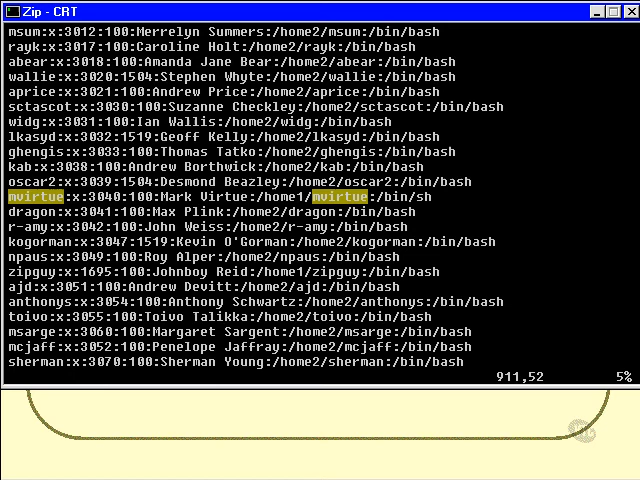 Zip - CRT
msum:x:3012:100:Merrelyn Summers:/home2/msum:/bin/bash
rayk:x:3017:100:Caroline Holt:/home2/rayk:/bin/bash
abear:x:3018:100:Amanda Jane Bear:/home2/abear:/bin/bash
wallie:x:3020:1504:Stephen Whyte:/home2/wallie:/bin/bash
aprice:x:3021:100:Andrew Price:/home2/aprice:/bin/bash
sctascot:x:3030:100:Suzanne Checkley:/home2/sctascot:/bin/bash
widg:x:3031:100:Ian Wallis:/home2/widg:/bin/bash
lkasyd:x:3032:1519:Geoff Kelly:/home2/lkasyd:/bin/bash
ghengis:x:3033:100:Thomas Tatko:/home2/ghengis:/bin/bash
kab:x:3038:100:Andrew Borthwick:/home2/kab:/bin/bash
oscar2:x:3039:1504:Desmond Beazley:/home2/oscar2:/bin/bash
mvirtue:x:3040:100:Mark Virtue:/home1/mvirtue:/bin/sh
dragon:x:3041:100:Max Plink:/home2/dragon:/bin/bash
r-amy:x:3042:100:John Weiss:/home2/r-amy:/bin/bash
kogorman:x:3047:1519:Kevin O'Gorman:/home2/kogorman:/bin/bash
npaus:x:3049:100:Roy Alper:/home2/npaus:/bin/bash
zipguy:x:1695:100:Johnboy Reid:/home1/zipguy:/bin/bash
ajd:x:3051:100:Andrew Devitt:/home2/ajd:/bin/bash
anthonys:x:3054:100:Anthony Schwartz:/home2/anthonys:/bin/bash
toivo:x:3055:100:Toivo Talikka:/home2/toivo:/bin/bash
msarge:x:3060:100:Margaret Sargent:/home2/msarge:/bin/bash
mcjaff:x:3052:100:Penelope Jaffray:/home2/mcjaff:/bin/bash
sherman:x:3070:100:Sherman Young:/home2/sherman:/bin/bash
911,52 5%